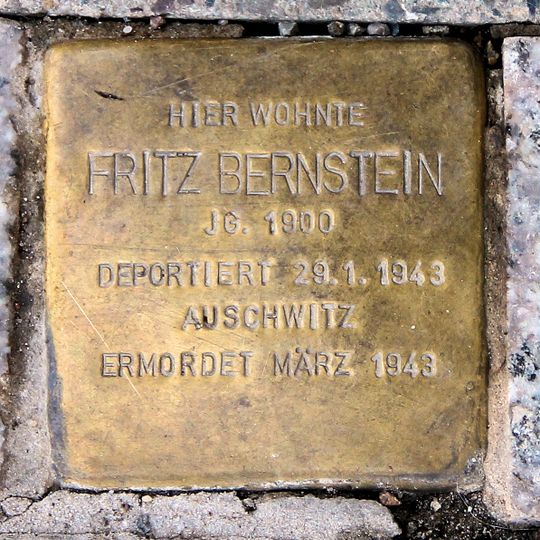 HIER WOHNTE
FRITZ BERNSTEIN
JG. 1900
DEPORTIERT 29.1.1943
AUSCHWITZ
ERMORDET MÄRZ 1943